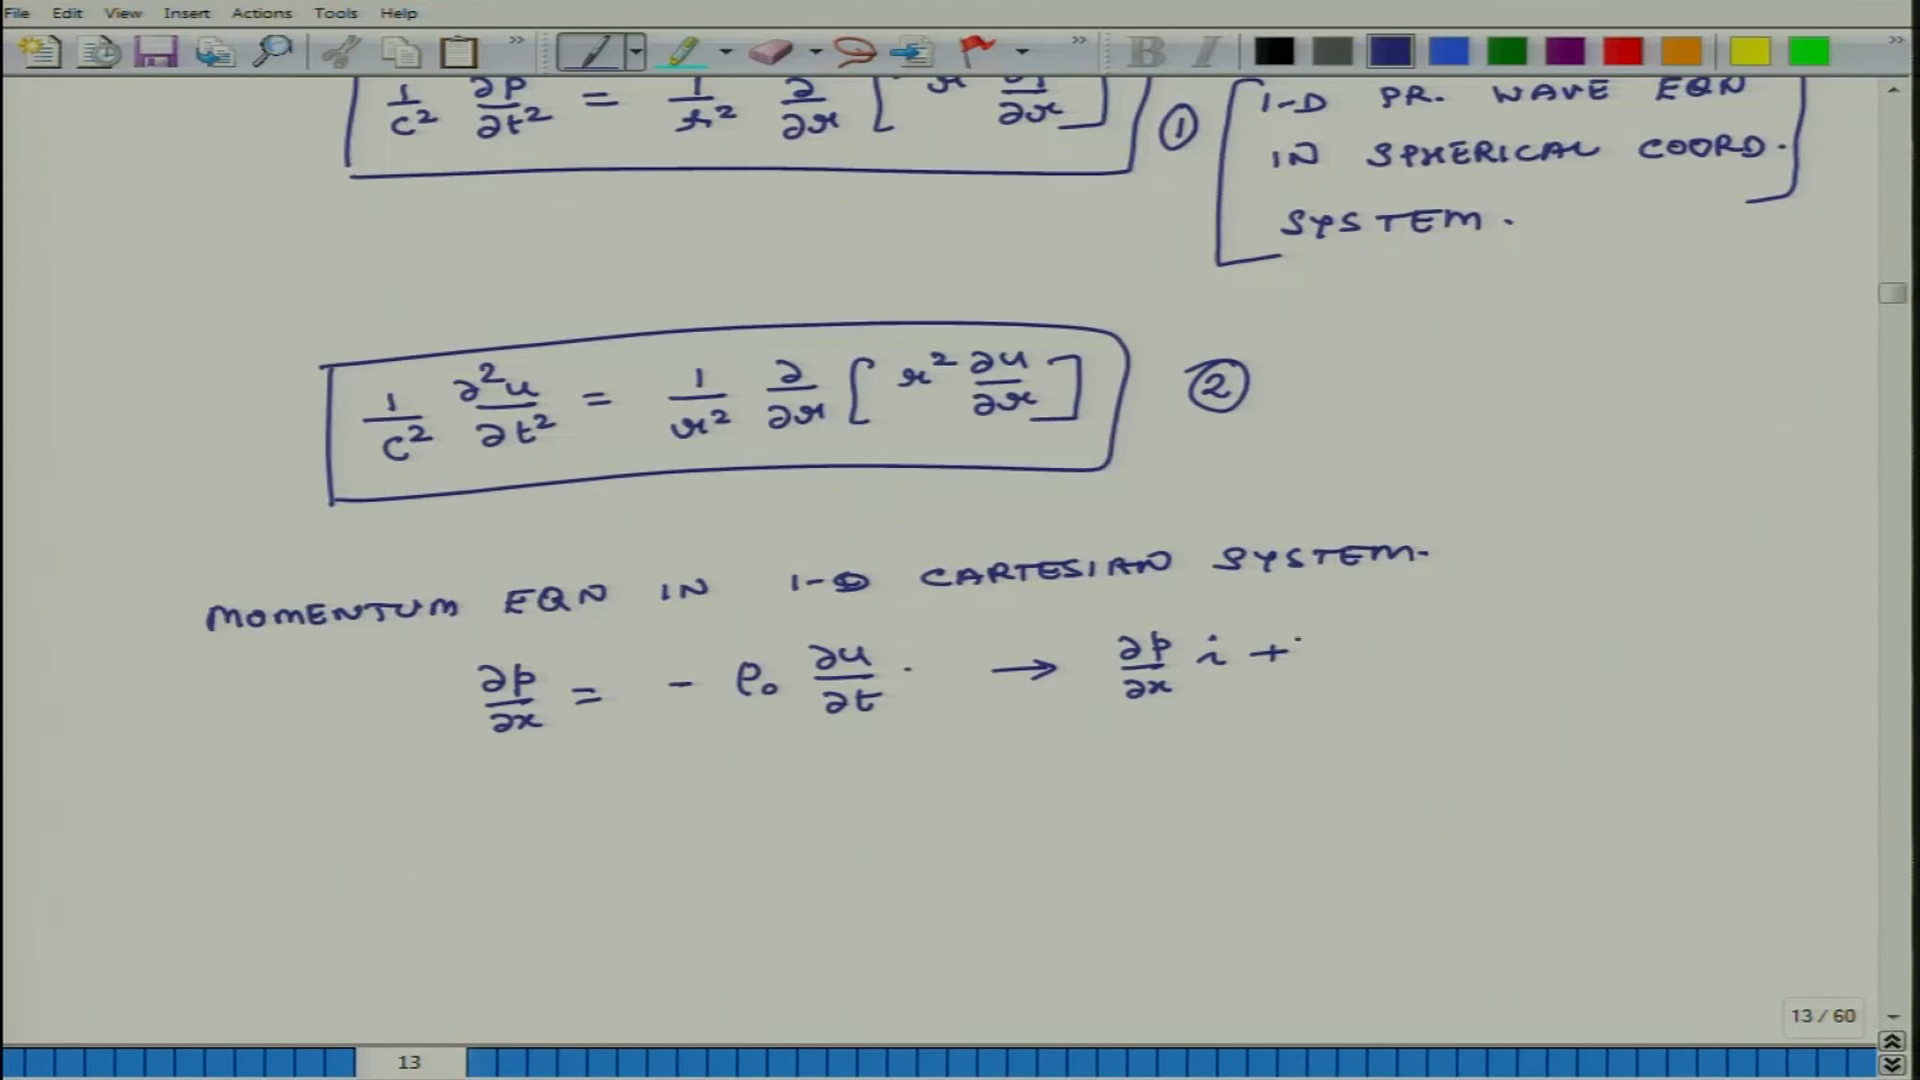 File Edit View Insert Actions Tools Help
B I
1/c² ∂p/∂t² = 1/r² ∂/∂r [ ∂r ] ① [ 1-D PR. WAVE EQN
IN SPHERICAL COORD.
SYSTEM. ]
1/c² ∂²u/∂t² = 1/r² ∂/∂r [ r² ∂u/∂r ] ②
MOMENTUM EQN IN 1-D CARTESIAN SYSTEM.
∂p/∂x = - ρ₀ ∂u/∂t . → ∂p/∂x i +
13 / 60
13